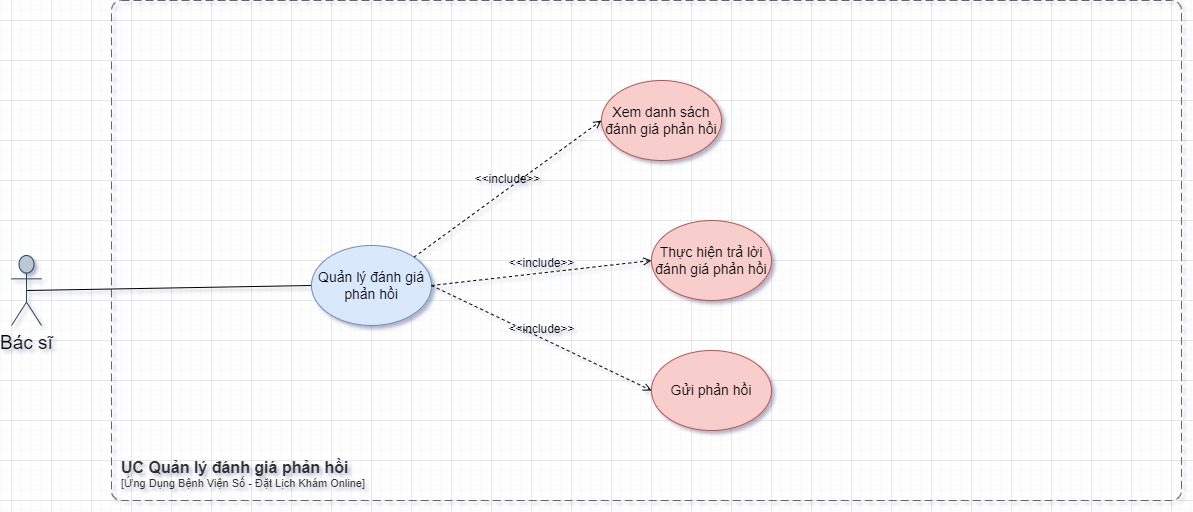 Xem danh sách
đánh giá phản hồi
<<include>>
Thực hiện trả lời
đánh giá phản hồi
<<include>>
Quản lý đánh giá
phản hồi
<<include>>
Bác sĩ
Gửi phản hồi
UC Quản lý đánh giá phản hồi
[Ứng Dụng Bệnh Viện Số - Đặt Lịch Khám Online]